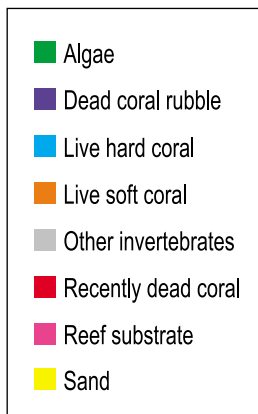 Algae
Dead coral rubble
Live hard coral
Live soft coral
Other invertebrates
Recently dead coral
Reef substrate
Sand